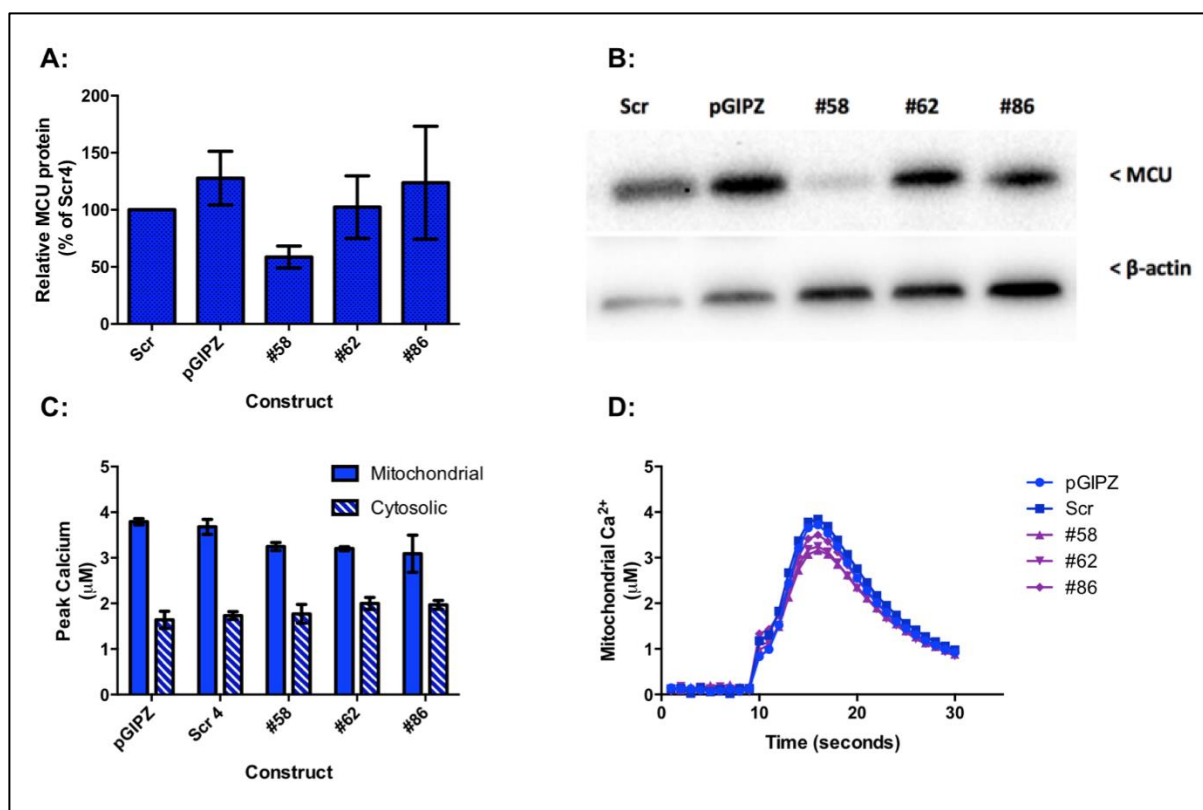 A:
200
150
100
50
0
Relative MCU protein
(% of Scr4)
Scr
pGIPZ
#58
#62
#86
Construct
B:
Scr pGIPZ #58 #62 #86
< MCU
< β-actin
C:
5
4
3
2
1
0
Peak Calcium
(μM)
Mitochondrial
Cytosolic
pGIPZ
Scr 4
#58
#62
#86
Construct
D:
5
4
3
2
1
0
Mitochondrial Ca²⁺
(μM)
0 10 20 30
Time (seconds)
pGIPZ
Scr
#58
#62
#86